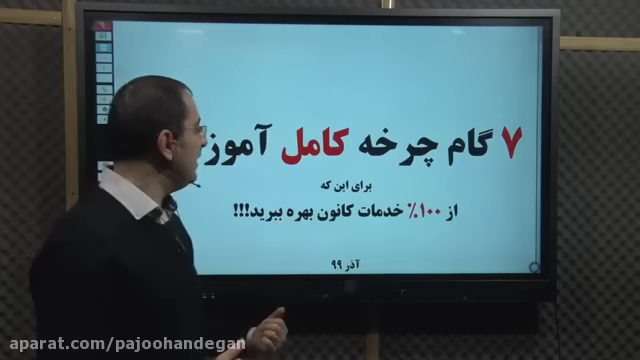 ۷ گام چرخه کامل آموز
برای این که
از ۱۰۰٪ خدمات کانون بهره ببرید!!!
آذر ۹۹
aparat.com/pajoohandegan